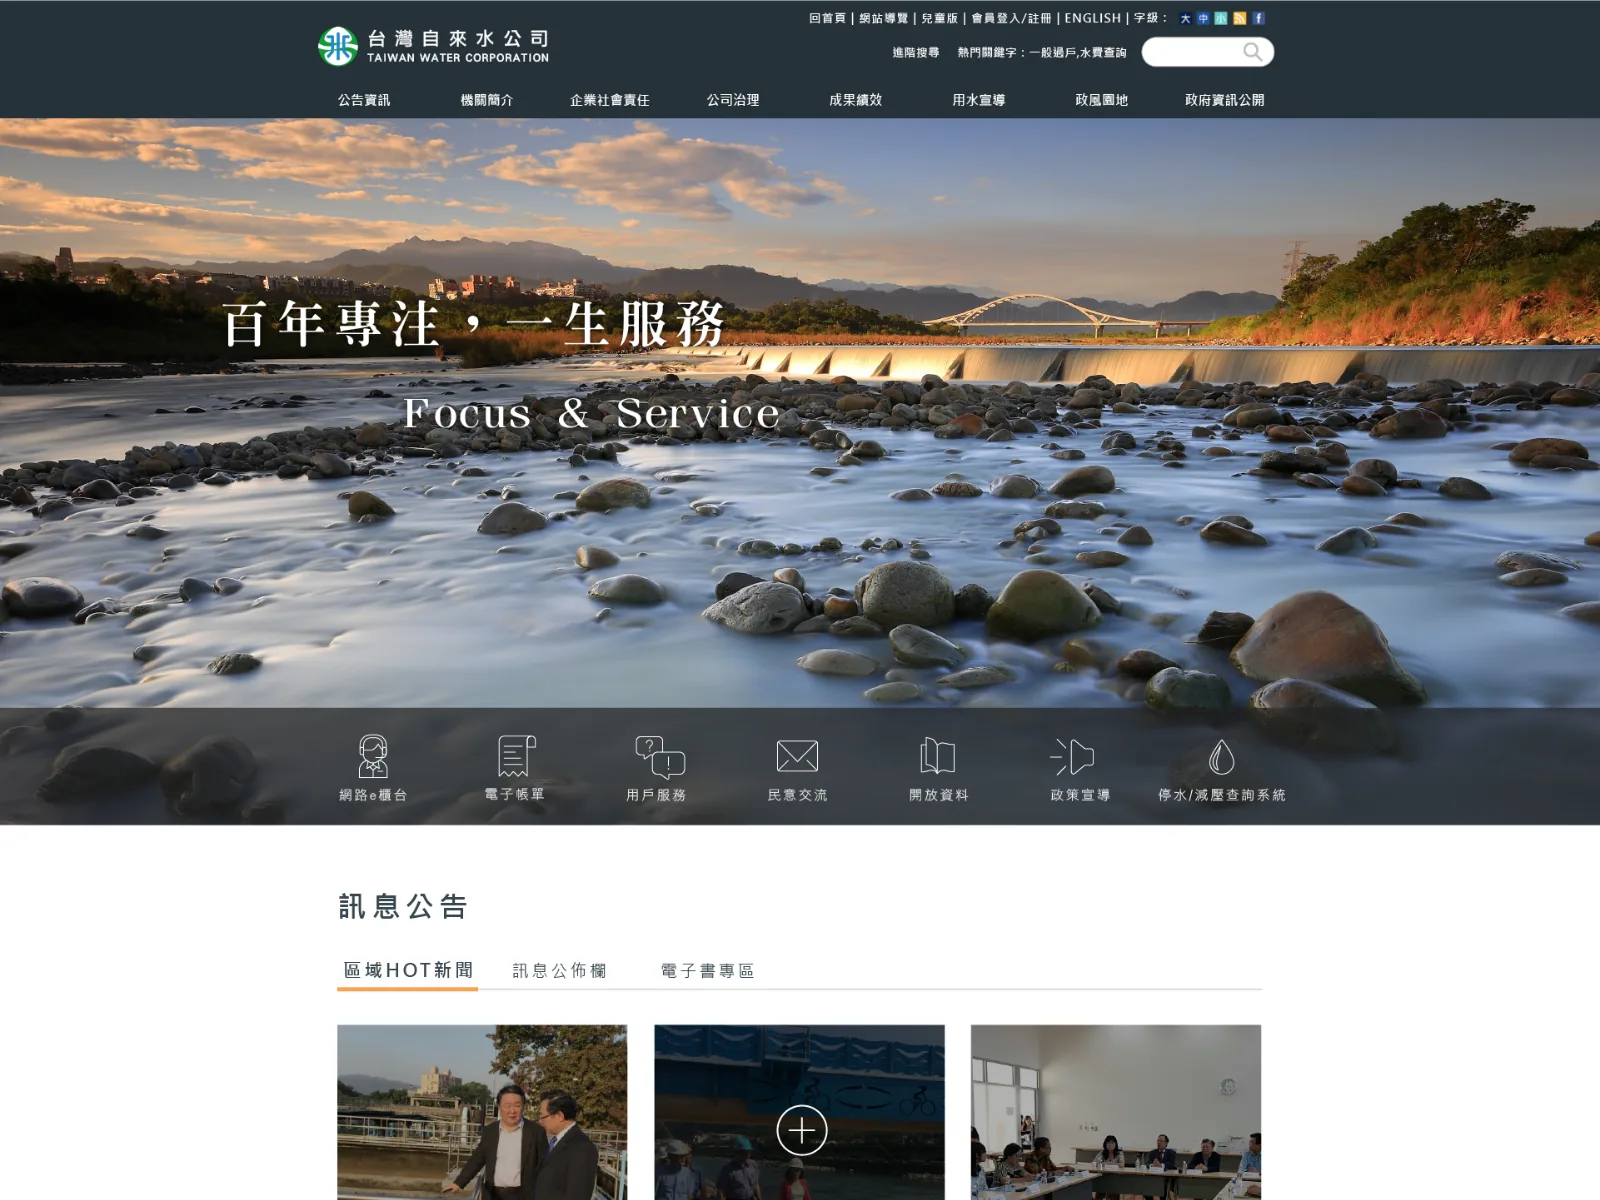 回首頁 | 網站導覽 | 兒童版 | 會員登入/註冊 | ENGLISH | 字級： 大 中 小 f
台灣自來水公司
TAIWAN WATER CORPORATION
進階搜尋 熱門關鍵字：一般過戶,水費查詢
公告資訊 機關簡介 企業社會責任 公司治理 成果績效 用水宣導 政風園地 政府資訊公開
百年專注，一生服務
Focus & Service
網路e櫃台 電子帳單 用戶服務 民意交流 開放資料 政策宣導 停水/減壓查詢系統
訊息公告
區域HOT新聞 訊息公佈欄 電子書專區